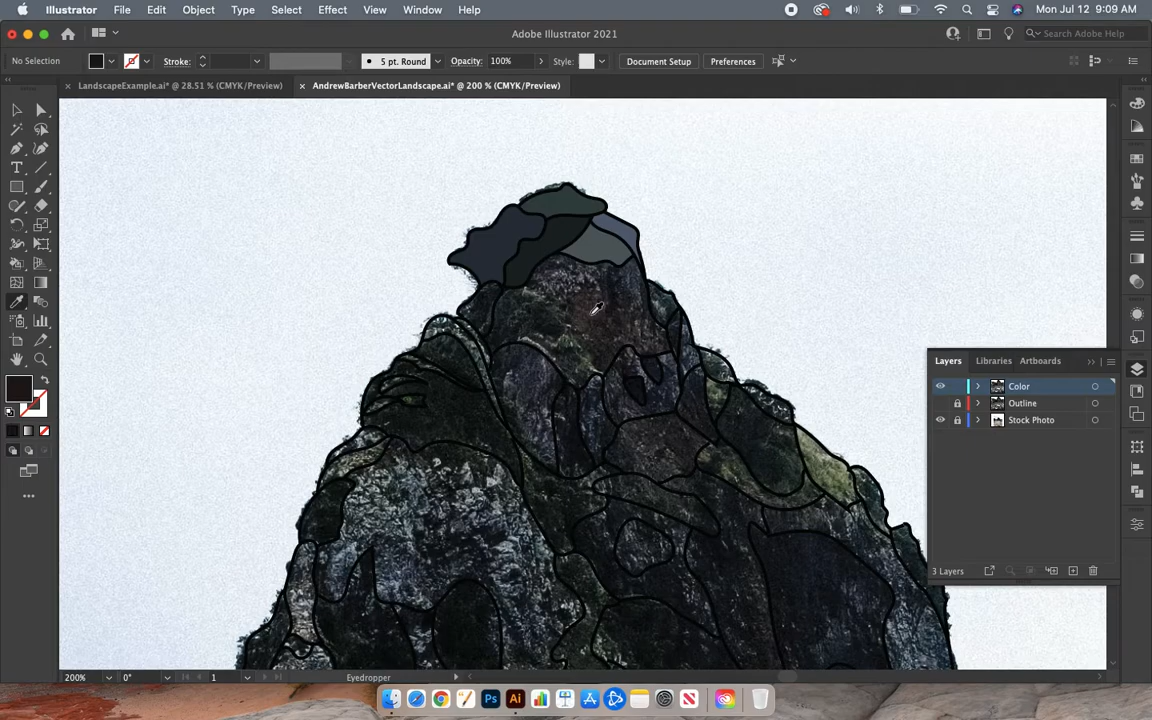 Illustrator File Edit Object Type Select Effect View Window Help Mon Jul 12 9:09 AM
Adobe Illustrator 2021
Search Adobe Help
No Selection Stroke: 5 pt. Round Opacity: 100% Style: Document Setup Preferences
LandscapeExample.ai* @ 28.51 % (CMYK/Preview) AndrewBarberVectorLandscape.ai* @ 200 % (CMYK/Preview)
Layers Libraries Artboards
Color
Outline
Stock Photo
3 Layers
200% 0° 1 Eyedropper
Ps Ai